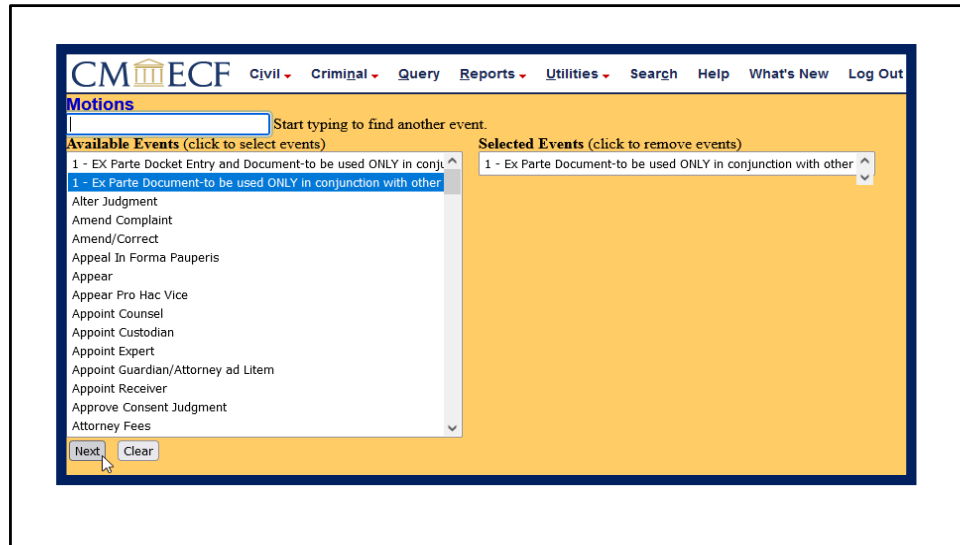 CM ECF Civil Criminal Query Reports Utilities Search Help What's New Log Out
Motions
Start typing to find another event.
Available Events (click to select events)
1 - EX Parte Docket Entry and Document-to be used ONLY in conju
1 - Ex Parte Document-to be used ONLY in conjunction with other
Alter Judgment
Amend Complaint
Amend/Correct
Appeal In Forma Pauperis
Appear
Appear Pro Hac Vice
Appoint Counsel
Appoint Custodian
Appoint Expert
Appoint Guardian/Attorney ad Litem
Appoint Receiver
Approve Consent Judgment
Attorney Fees
Selected Events (click to remove events)
1 - Ex Parte Document-to be used ONLY in conjunction with other
Next Clear